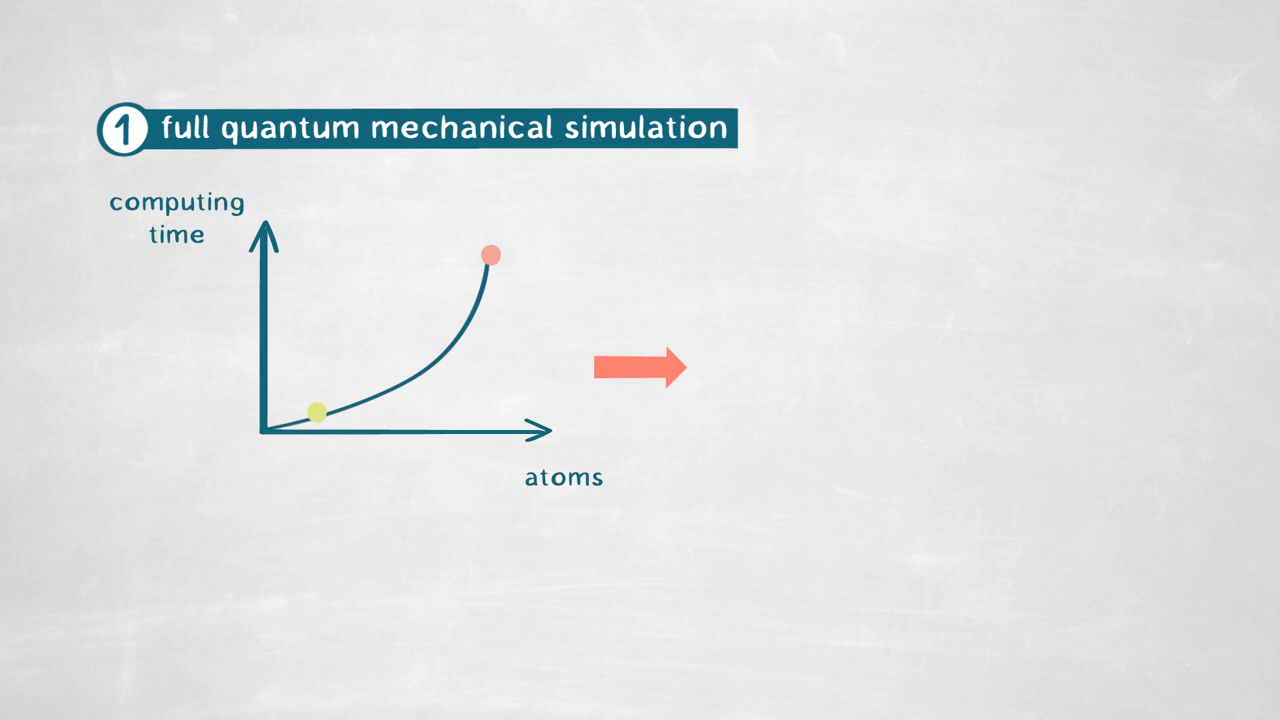 1 full quantum mechanical simulation
computing
time
atoms